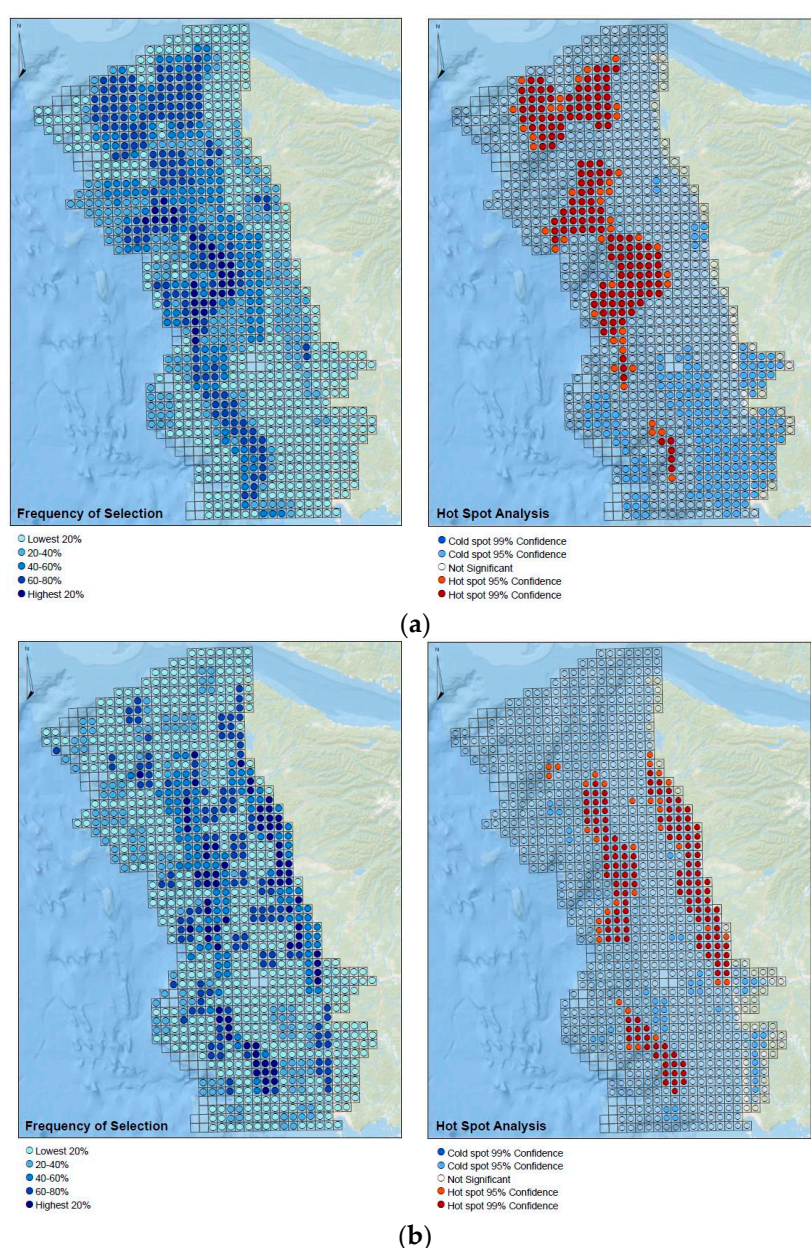 N
N
Frequency of Selection
Hot Spot Analysis
Lowest 20%
20-40%
40-60%
60-80%
Highest 20%
Cold spot 99% Confidence
Cold spot 95% Confidence
Not Significant
Hot spot 95% Confidence
Hot spot 99% Confidence
(a)
N
N
Frequency of Selection
Hot Spot Analysis
Lowest 20%
20-40%
40-60%
60-80%
Highest 20%
Cold spot 99% Confidence
Cold spot 95% Confidence
Not Significant
Hot spot 95% Confidence
Hot spot 99% Confidence
(b)